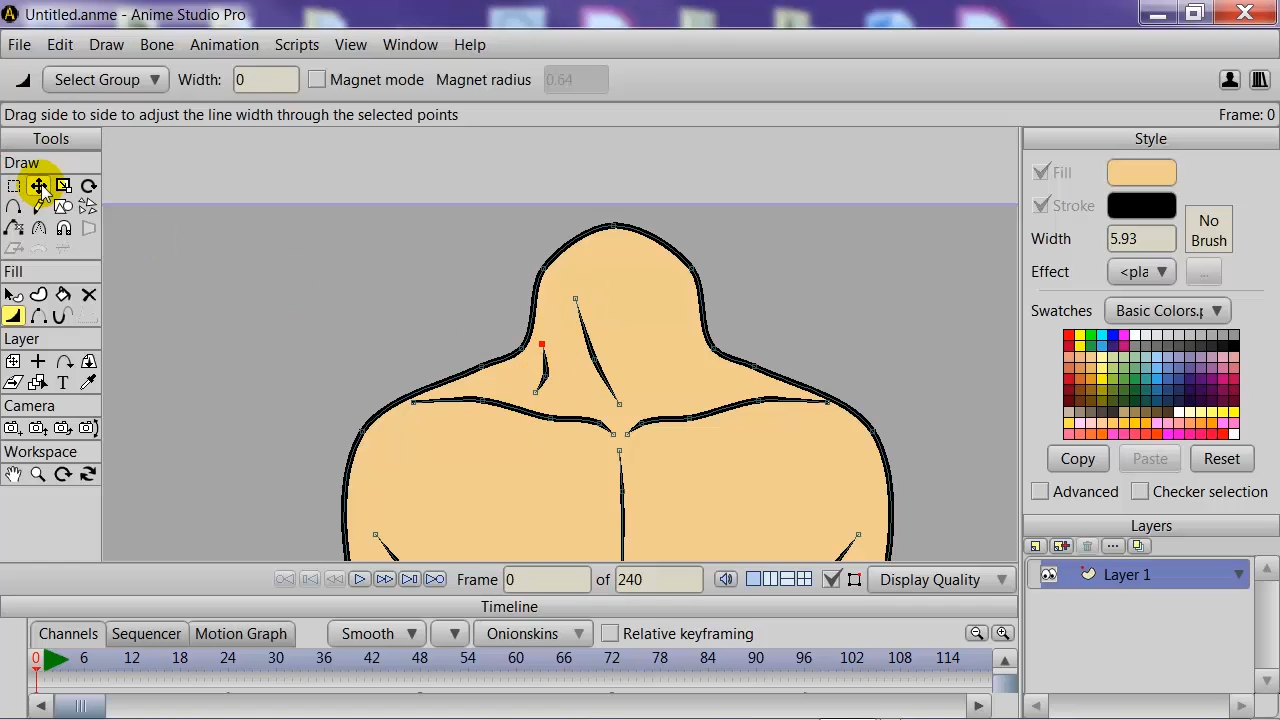 Untitled.anme - Anime Studio Pro
File Edit Draw Bone Animation Scripts View Window Help
Select Group Width: 0 Magnet mode Magnet radius 0.64
Drag side to side to adjust the line width through the selected points Frame: 0
Tools
Draw
Fill
Layer
Camera
Workspace
Style
Fill
Stroke
Width 5.93 No Brush
Effect <pla ...
Swatches Basic Colors.p
Copy Paste Reset
Advanced Checker selection
Layers
Layer 1
Frame 0 of 240 Display Quality
Timeline
Channels Sequencer Motion Graph Smooth Onionskins Relative keyframing
0 6 12 18 24 30 36 42 48 54 60 66 72 78 84 90 96 102 108 114